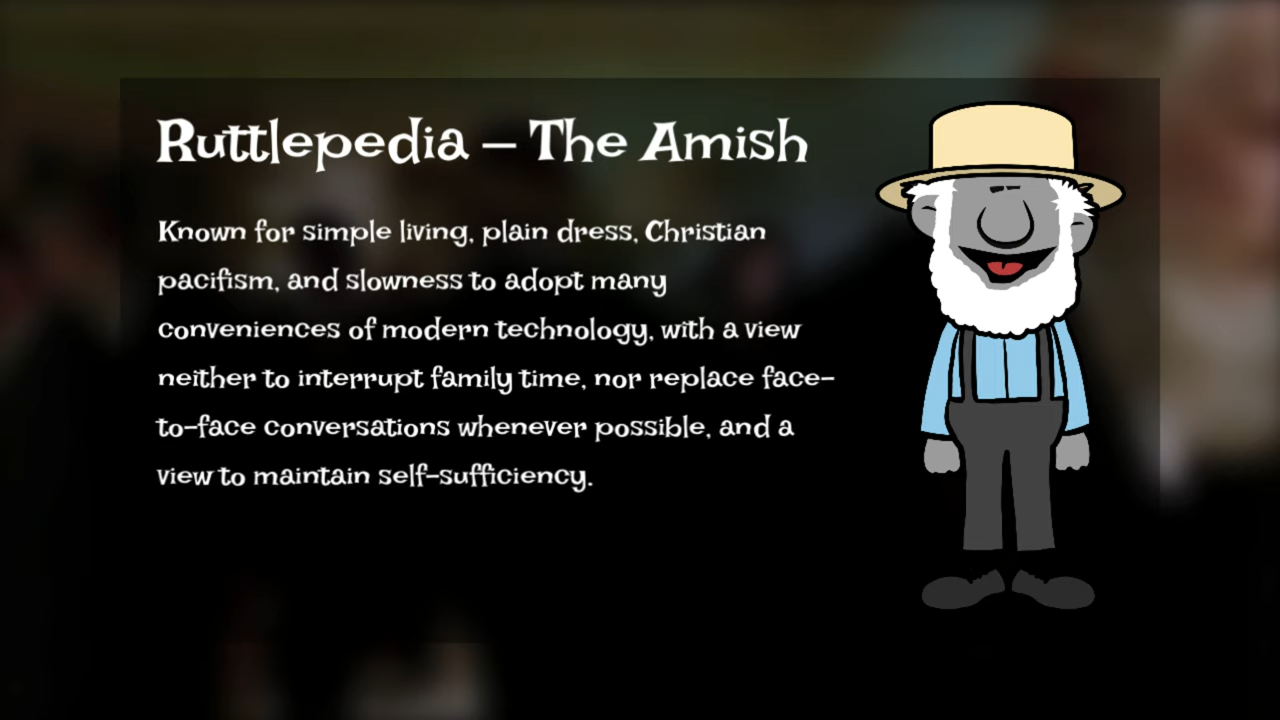 Ruttlepedia – The Amish
Known for simple living, plain dress, Christian
pacifism, and slowness to adopt many
conveniences of modern technology, with a view
neither to interrupt family time, nor replace face-
to-face conversations whenever possible, and a
view to maintain self-sufficiency.